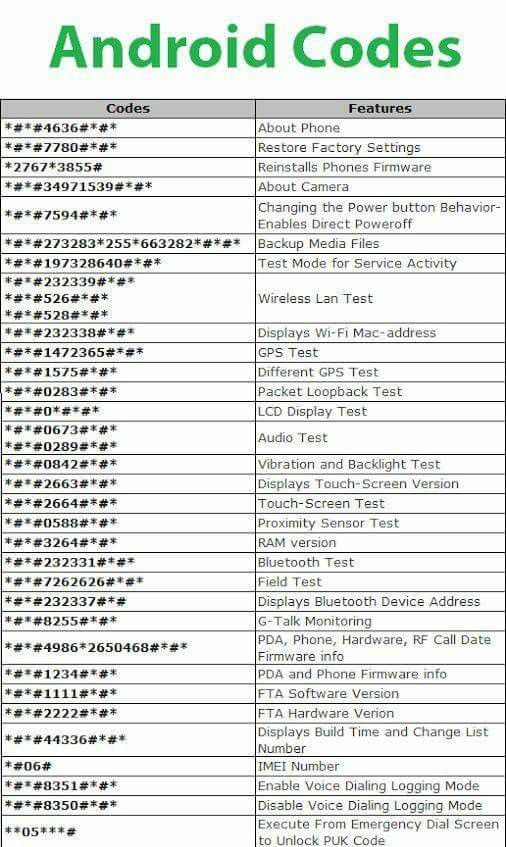 Android Codes
Codes Features
*#*#4636#*#* About Phone
*#*#7780#*#* Restore Factory Settings
*2767*3855# Reinstalls Phones Firmware
*#*#34971539#*#* About Camera
*#*#7594#*#* Changing the Power button Behavior-
Enables Direct Poweroff
*#*#273283*255*663282*#*#* Backup Media Files
*#*#197328640#*#* Test Mode for Service Activity
*#*#232339#*#*
*#*#526#*#* Wireless Lan Test
*#*#528#*#*
*#*#232338#*#* Displays Wi-Fi Mac-address
*#*#1472365#*#* GPS Test
*#*#1575#*#* Different GPS Test
*#*#0283#*#* Packet Loopback Test
*#*#0*#*#* LCD Display Test
*#*#0673#*#*
*#*#0289#*#* Audio Test
*#*#0842#*#* Vibration and Backlight Test
*#*#2663#*#* Displays Touch-Screen Version
*#*#2664#*#* Touch-Screen Test
*#*#0588#*#* Proximity Sensor Test
*#*#3264#*#* RAM version
*#*#232331#*#* Bluetooth Test
*#*#7262626#*#* Field Test
*#*#232337#*# Displays Bluetooth Device Address
*#*#8255#*#* G-Talk Monitoring
*#*#4986*2650468#*#* PDA, Phone, Hardware, RF Call Date
Firmware info
*#*#1234#*#* PDA and Phone Firmware info
*#*#1111#*#* FTA Software Version
*#*#2222#*#* FTA Hardware Verion
*#*#44336#*#* Displays Build Time and Change List
Number
*#06# IMEI Number
*#*#8351#*#* Enable Voice Dialing Logging Mode
*#*#8350#*#* Disable Voice Dialing Logging Mode
**05***# Execute From Emergency Dial Screen
to Unlock PUK Code